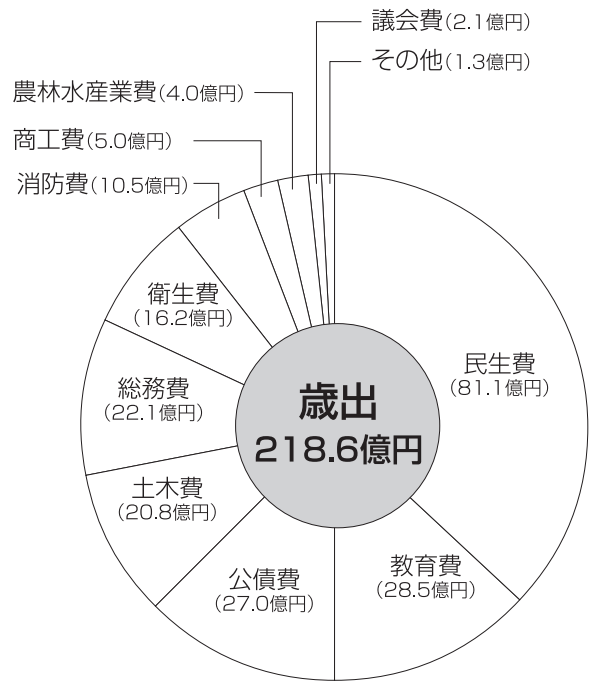 議会費(2.1億円)
その他(1.3億円)
農林水産業費(4.0億円)
商工費(5.0億円)
消防費(10.5億円)
衛生費
(16.2億円)
民生費
(81.1億円)
総務費
(22.1億円)
歳出
218.6億円
土木費
(20.8億円)
公債費
(27.0億円)
教育費
(28.5億円)